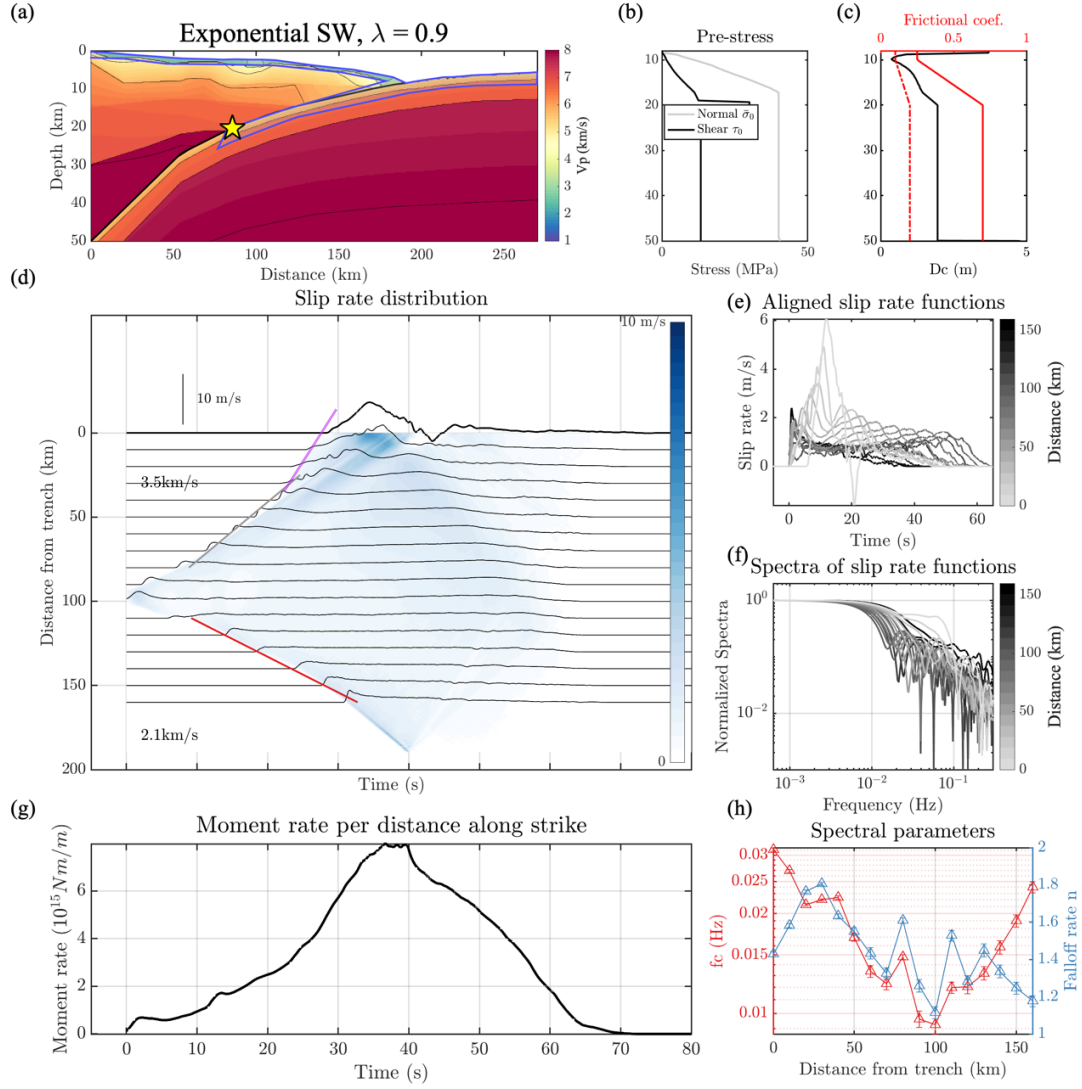 (a)
Exponential SW, λ = 0.9
0
10
20
30
40
50
Depth (km)
0
50
100
150
200
250
Distance (km)
8
7
6
5
4
3
2
1
Vp (km/s)
(b)
Pre-stress
10
20
30
40
50
Normal σ̄₀
Shear τ₀
0
50
Stress (MPa)
(c)
Frictional coef.
0
0.5
1
10
20
30
40
50
0
5
Dc (m)
(d)
Slip rate distribution
10 m/s
10 m/s
0
3.5km/s
50
100
150
2.1km/s
200
0
Distance from trench (km)
Time (s)
(e)
Aligned slip rate functions
6
4
2
0
Slip rate (m/s)
0
20
40
60
Time (s)
150
100
50
0
Distance (km)
(f)
Spectra of slip rate functions
10⁰
10⁻²
Normalized Spectra
10⁻³
10⁻²
10⁻¹
Frequency (Hz)
150
100
50
0
Distance (km)
(g)
Moment rate per distance along strike
6
4
2
0
Moment rate (10¹⁵Nm/m)
0
10
20
30
40
50
60
70
80
Time (s)
(h)
Spectral parameters
0.03
0.025
0.02
0.015
0.01
fc (Hz)
2
1.8
1.6
1.4
1.2
1
Falloff rate n
0
50
100
150
Distance from trench (km)